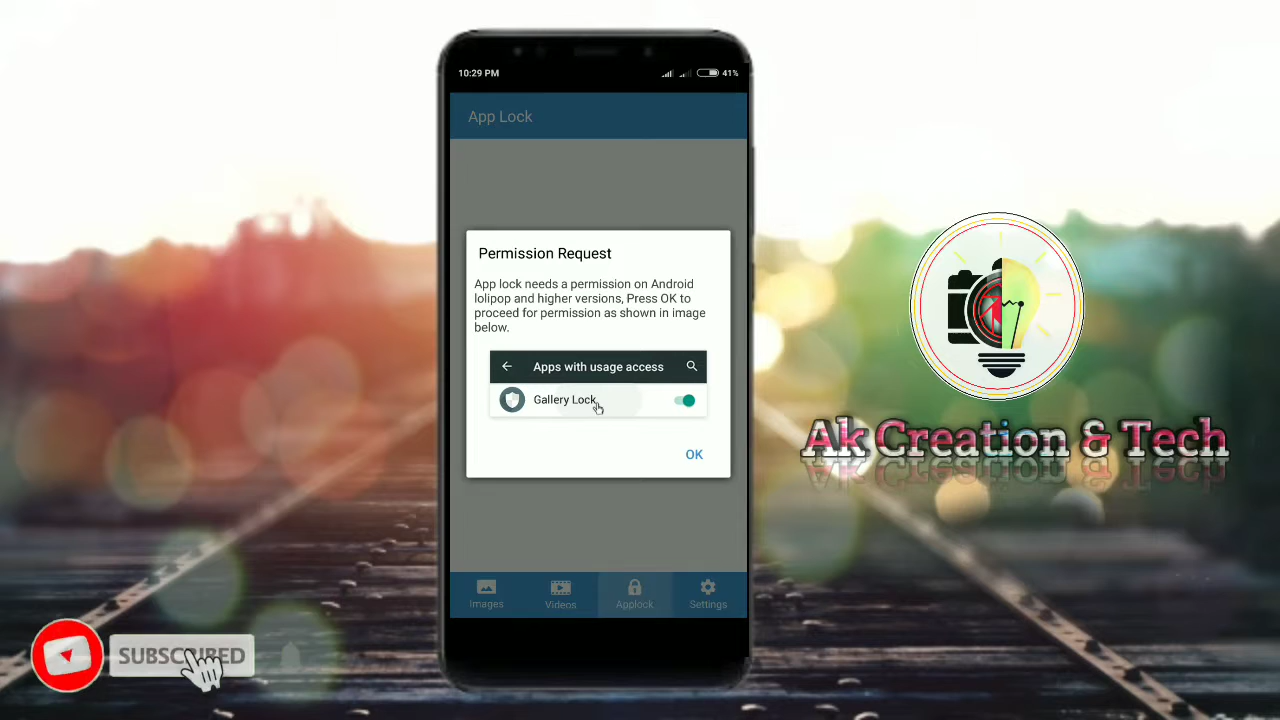 10:29 PM
41%
App Lock
Permission Request
App lock needs a permission on Android
lolipop and higher versions, Press OK to
proceed for permission as shown in image
below.
Apps with usage access
Gallery Lock
OK
Images
Videos
Applock
Settings
Ak Creation & Tech
SUBSCRIBED